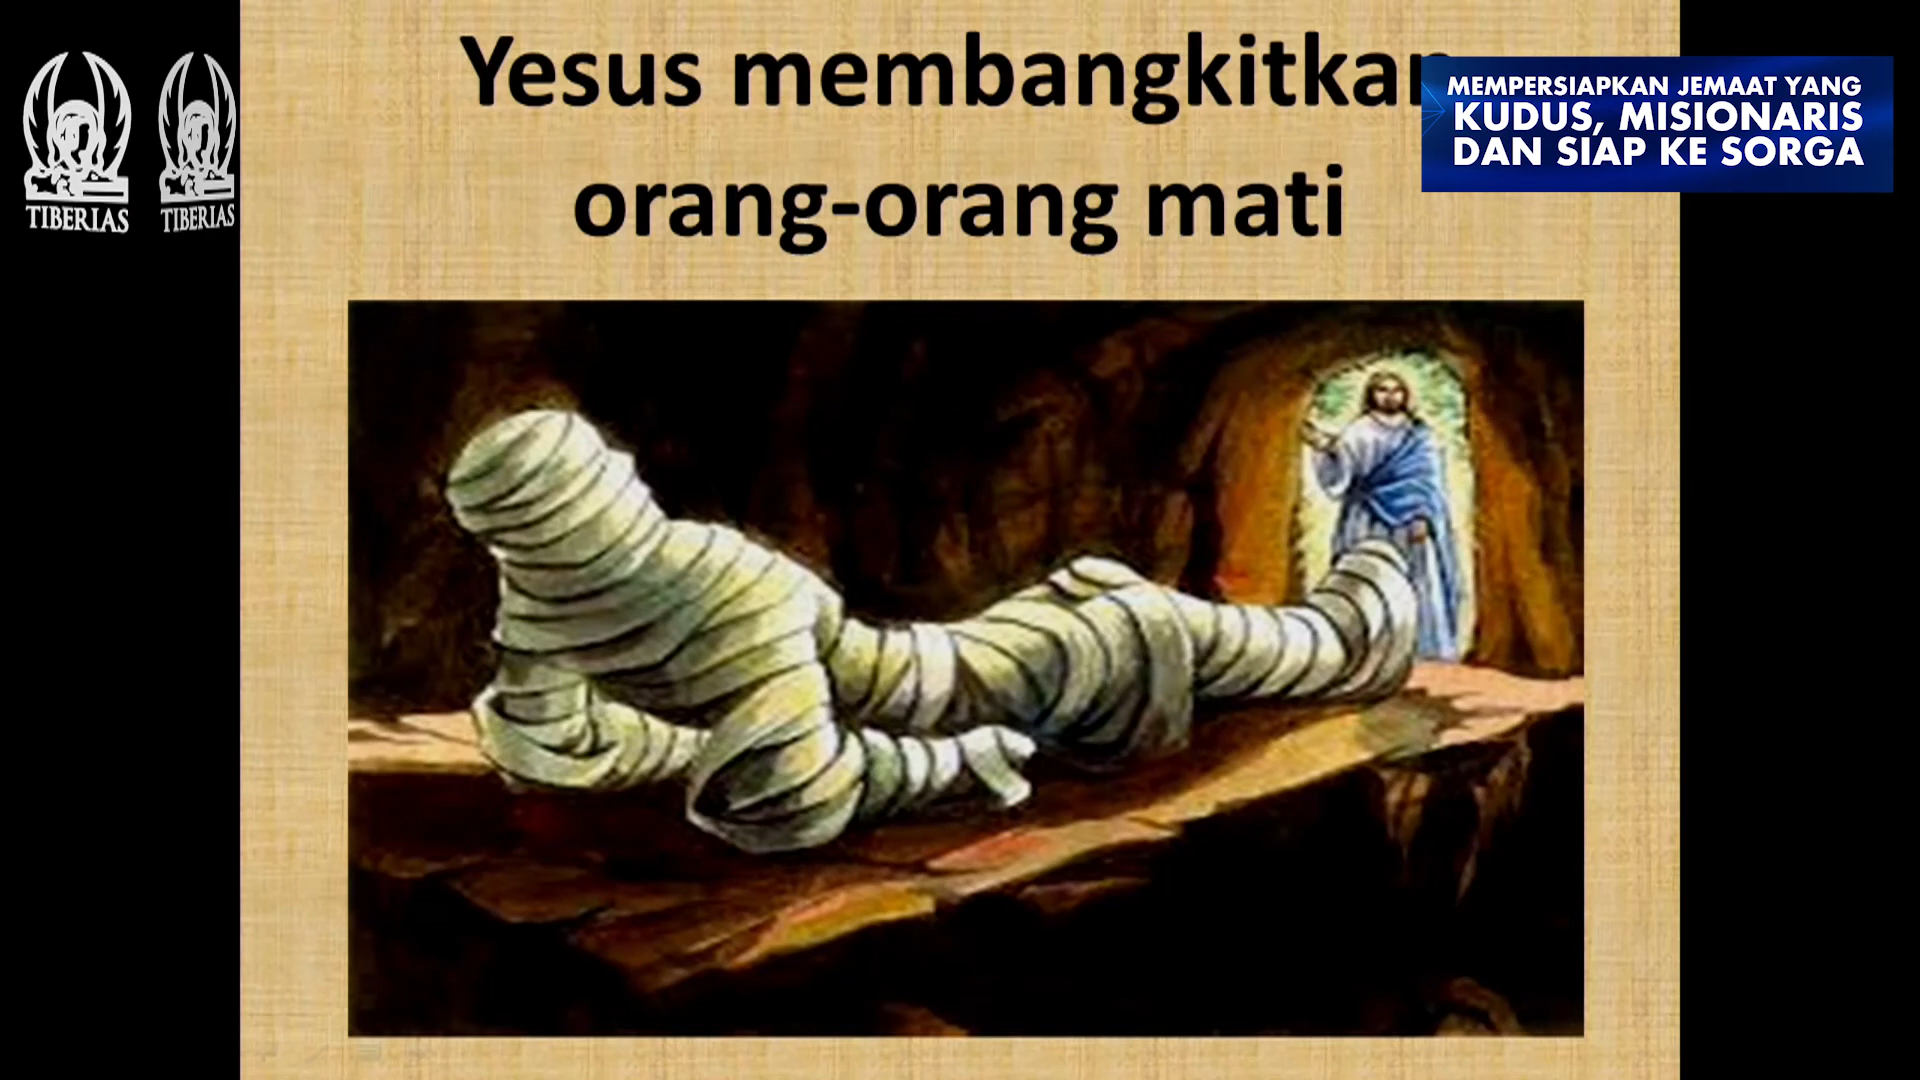 Yesus membangkitkan
orang-orang mati
MEMPERSIAPKAN JEMAAT YANG
KUDUS, MISIONARIS
DAN SIAP KE SORGA
TIBERIAS
TIBERIAS